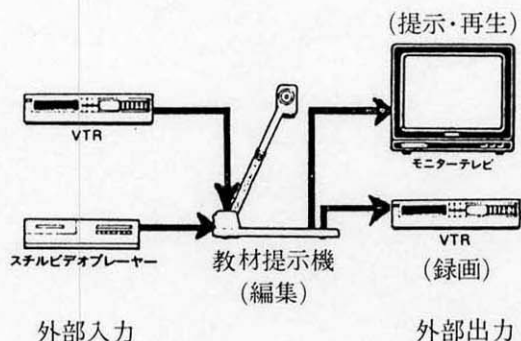 (提示・再生)
VTR
モニターテレビ
スチルビデオプレーヤー
教材提示機
(編集)
VTR
(録画)
外部入力
外部出力